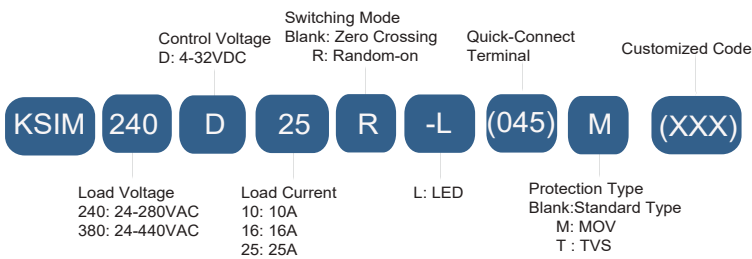 Switching Mode
Blank: Zero Crossing
R: Random-on
Control Voltage
D: 4-32VDC
Quick-Connect
Terminal
Customized Code
KSIM 240 D 25 R -L (045) M (XXX)
Load Voltage
240: 24-280VAC
380: 24-440VAC
Load Current
10: 10A
16: 16A
25: 25A
L: LED
Protection Type
Blank:Standard Type
M: MOV
T : TVS